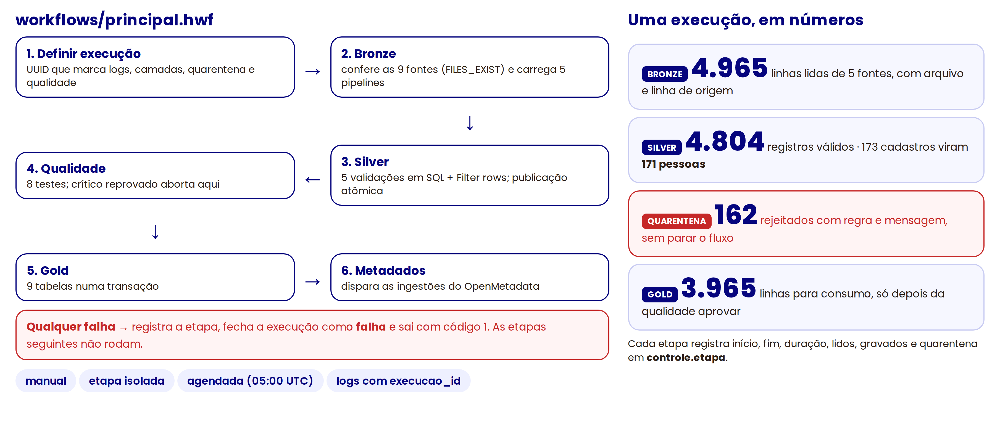 workflows/principal.hwf
1. Definir execução
UUID que marca logs, camadas, quarentena e
qualidade
→
2. Bronze
confere as 9 fontes (FILES_EXIST) e carrega 5
pipelines
↓
3. Silver
5 validações em SQL + Filter rows; publicação
atômica
←
4. Qualidade
8 testes; crítico reprovado aborta aqui
↓
5. Gold
9 tabelas numa transação
→
6. Metadados
dispara as ingestões do OpenMetadata
Qualquer falha → registra a etapa, fecha a execução como falha e sai com código 1. As etapas
seguintes não rodam.
manual
etapa isolada
agendada (05:00 UTC)
logs com execucao_id
Uma execução, em números
BRONZE 4.965 linhas lidas de 5 fontes, com arquivo
e linha de origem
SILVER 4.804 registros válidos · 173 cadastros viram
171 pessoas
QUARENTENA 162 rejeitados com regra e mensagem,
sem parar o fluxo
GOLD 3.965 linhas para consumo, só depois da
qualidade aprovar
Cada etapa registra início, fim, duração, lidos, gravados e quarentena
em controle.etapa.